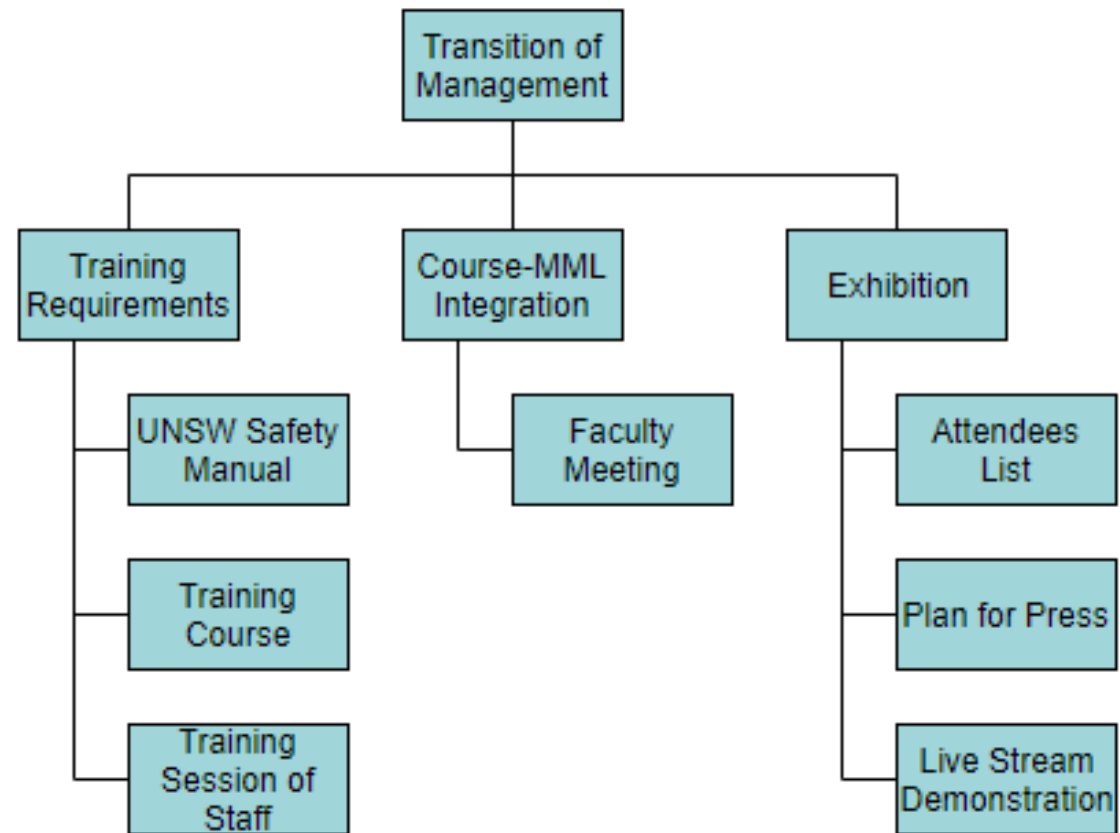 Transition of
Management
Training
Requirements
Course-MML
Integration
Exhibition
UNSW Safety
Manual
Faculty
Meeting
Attendees
List
Training
Course
Plan for Press
Training
Session of
Staff
Live Stream
Demonstration